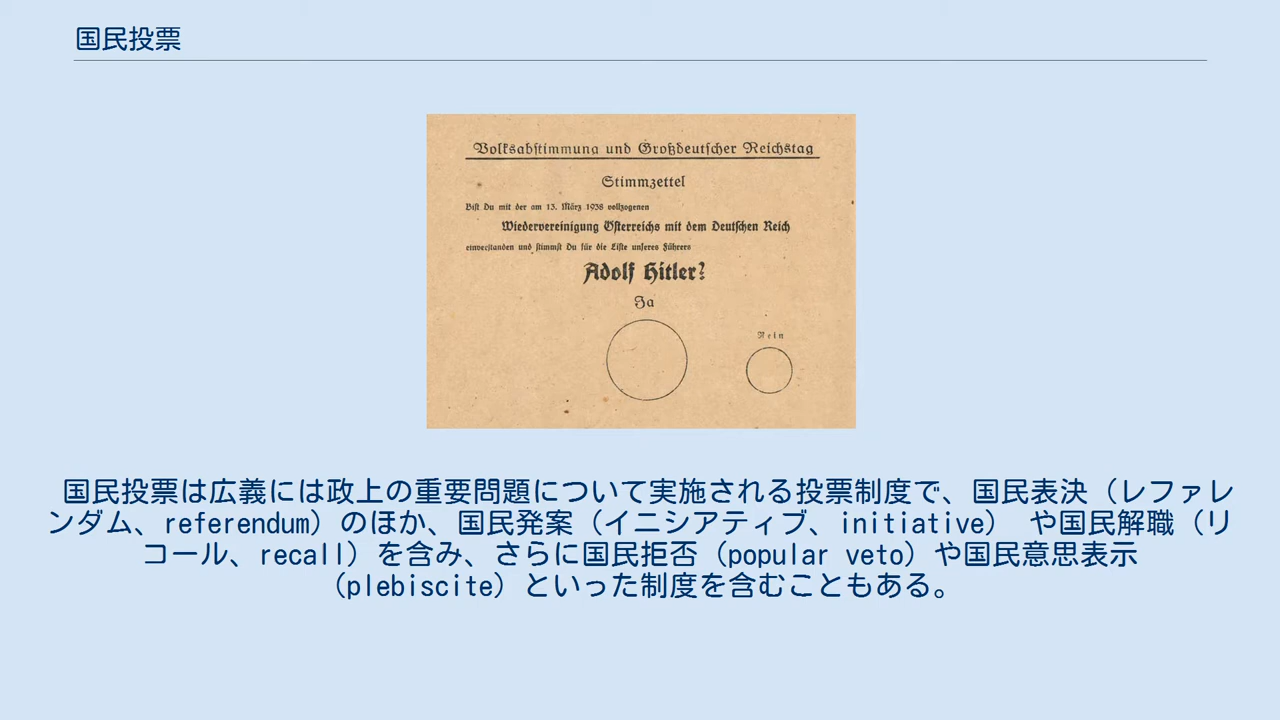 国民投票
Volksabstimmung und Großdeutscher Reichstag
Stimmzettel
Bist Du mit der am 13. März 1938 vollzogenen
Wiedervereinigung Österreichs mit dem Deutschen Reich
einverstanden und stimmst Du für die Liste unseres Führers
Adolf Hitler?
Ja
Nein
国民投票は広義には政上の重要問題について実施される投票制度で、国民表決（レファレ
ンダム、referendum）のほか、国民発案（イニシアティブ、initiative） や国民解職（リ
コール、recall）を含み、さらに国民拒否（popular veto）や国民意思表示
（plebiscite）といった制度を含むこともある。